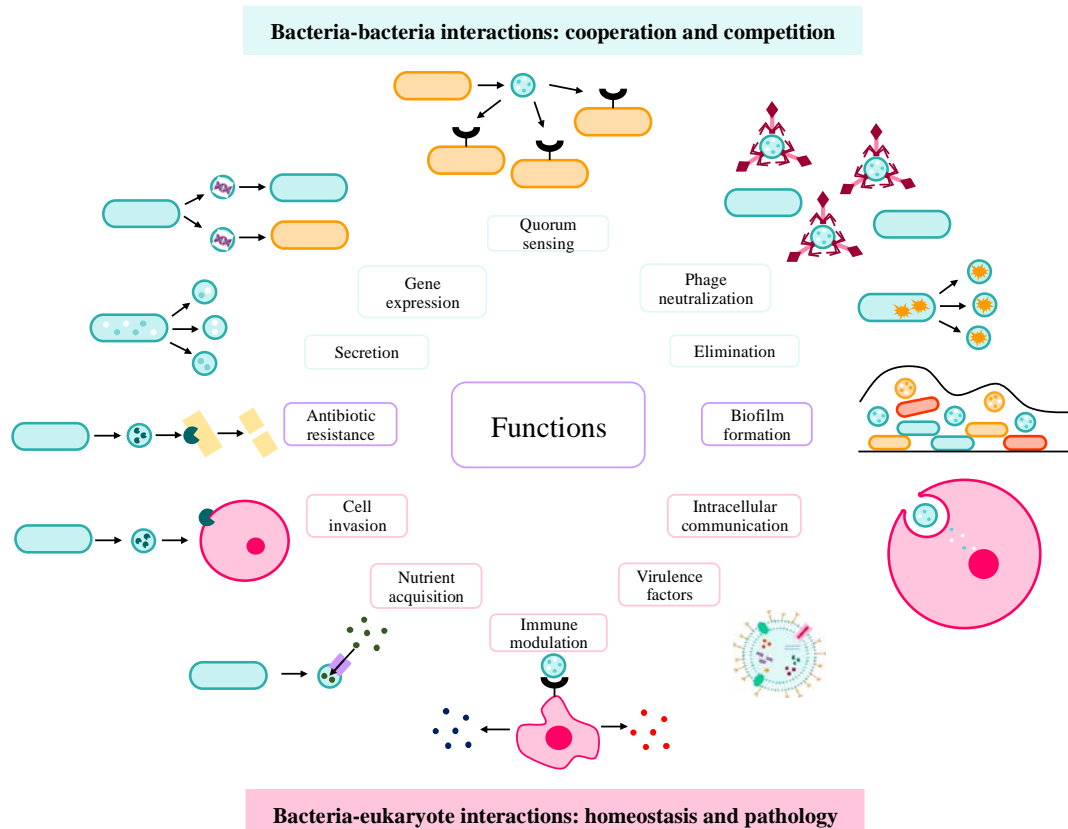 Bacteria-bacteria interactions: cooperation and competition
Quorum
sensing
Gene
expression
Phage
neutralization
Secretion
Elimination
Antibiotic
resistance
Functions
Biofilm
formation
Cell
invasion
Intracellular
communication
Nutrient
acquisition
Virulence
factors
Immune
modulation
Bacteria-eukaryote interactions: homeostasis and pathology